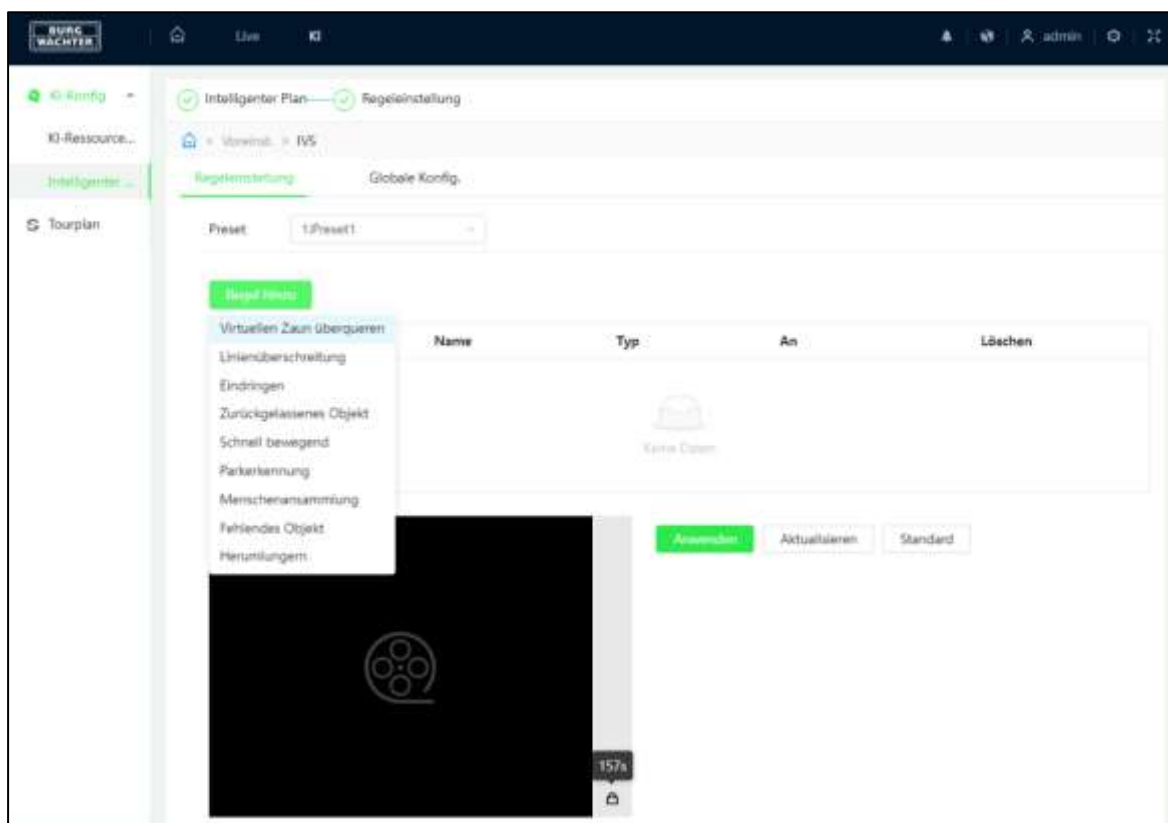 BURG
WÄCHTER
Live
KI
admin
KI-Konfig
Intelligenter Plan
Regeleinstellung
KI-Ressource...
Voreinst. > IVS
Intelligenter ...
Regeleinstellung
Globale Konfig.
Tourplan
Preset
1:Preset1
Regel hinzu
Virtuellen Zaun überqueren
Name
Typ
An
Löschen
Linienüberschreitung
Eindringen
Zurückgelassenes Objekt
Schnell bewegend
Keine Daten
Parkerkennung
Menschenansammlung
Fehlendes Objekt
Anwenden
Aktualisieren
Standard
Herumlungern
157s